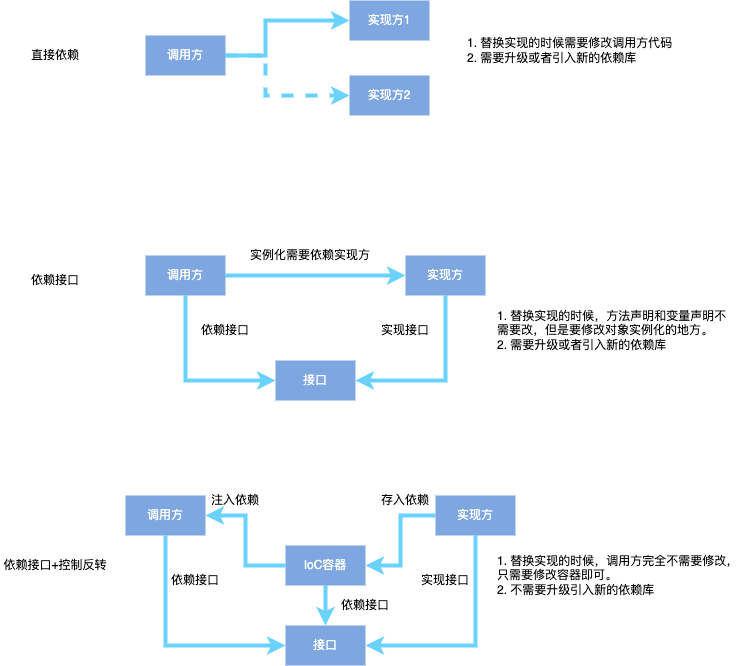 直接依赖
调用方
实现方1
实现方2
1. 替换实现的时候需要修改调用方代码
2. 需要升级或者引入新的依赖库
依赖接口
调用方
实例化需要依赖实现方
实现方
依赖接口
实现接口
接口
1. 替换实现的时候，方法声明和变量声明不
需要改，但是要修改对象实例化的地方。
2. 需要升级或者引入新的依赖库
依赖接口+控制反转
调用方
注入依赖
存入依赖
实现方
IoC容器
依赖接口
实现接口
依赖接口
接口
1. 替换实现的时候，调用方完全不需要修改，
只需要修改容器即可。
2. 不需要升级引入新的依赖库